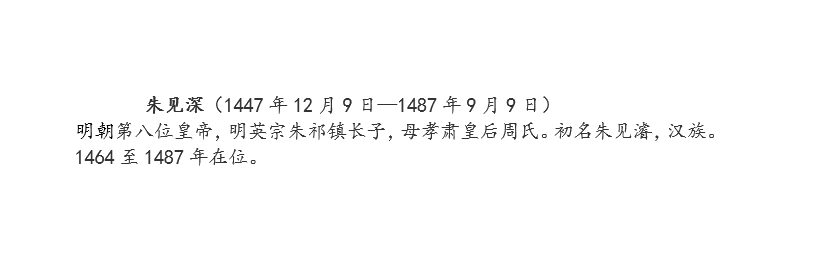 朱见深（1447 年 12 月 9 日—1487 年 9 月 9 日）
明朝第八位皇帝，明英宗朱祁镇长子，母孝肃皇后周氏。初名朱见濬，汉族。
1464 至 1487 年在位。